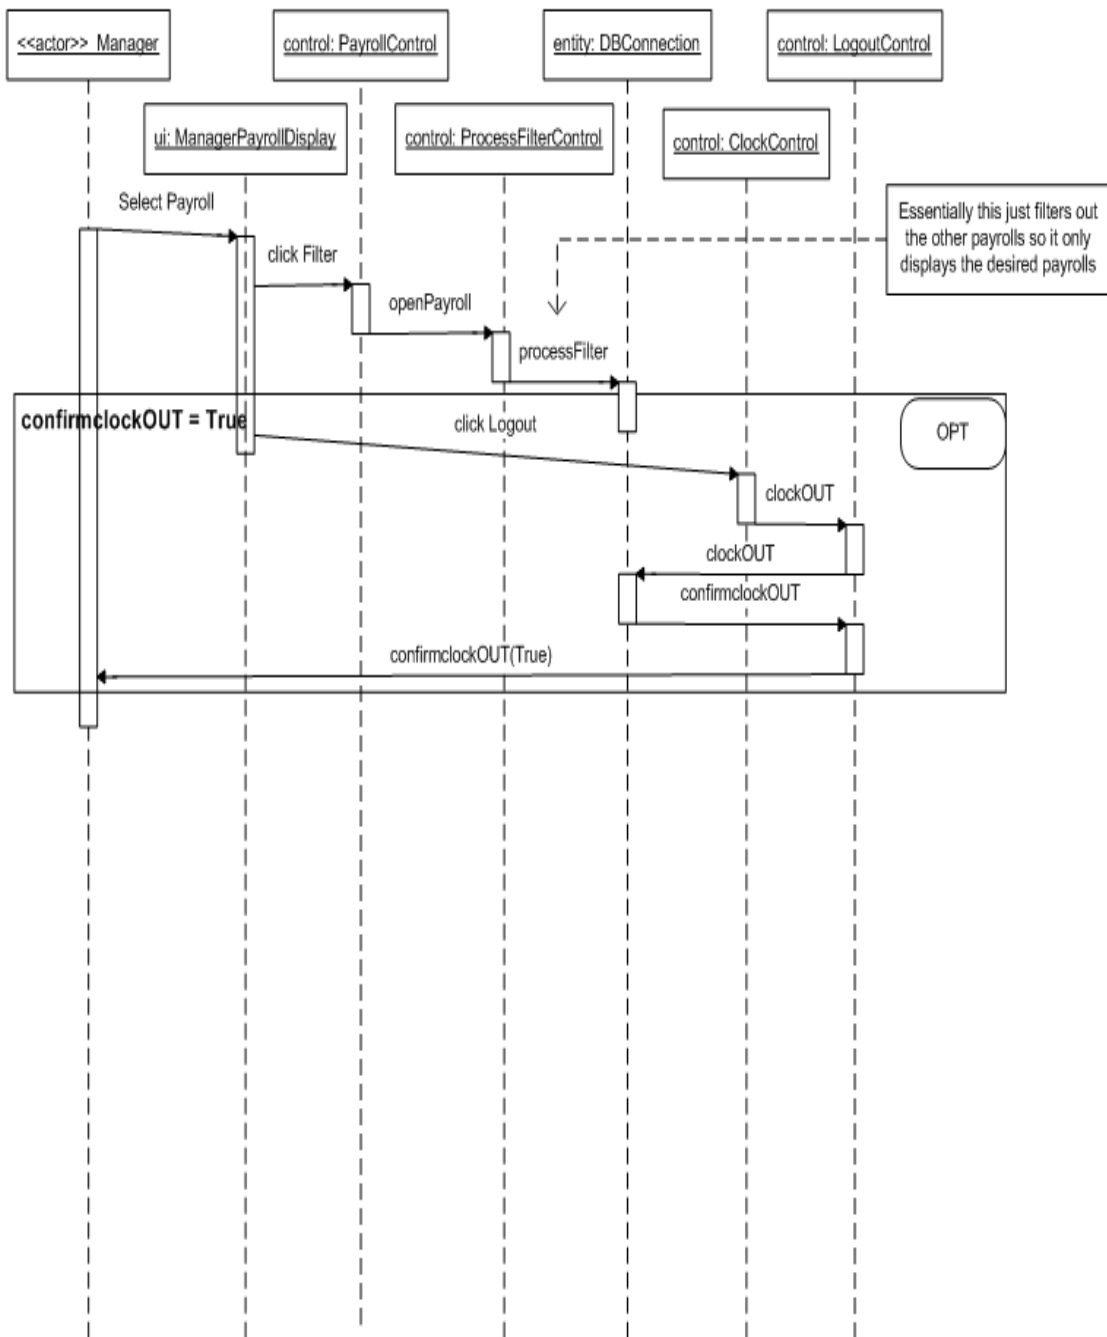 <<actor>> Manager
control: PayrollControl
entity: DBConnection
control: LogoutControl
ui: ManagerPayrollDisplay
control: ProcessFilterControl
control: ClockControl
Select Payroll
Essentially this just filters out
the other payrolls so it only
displays the desired payrolls
click Filter
openPayroll
processFilter
confirmclockOUT = True
click Logout
OPT
clockOUT
clockOUT
confirmclockOUT
confirmclockOUT(True)